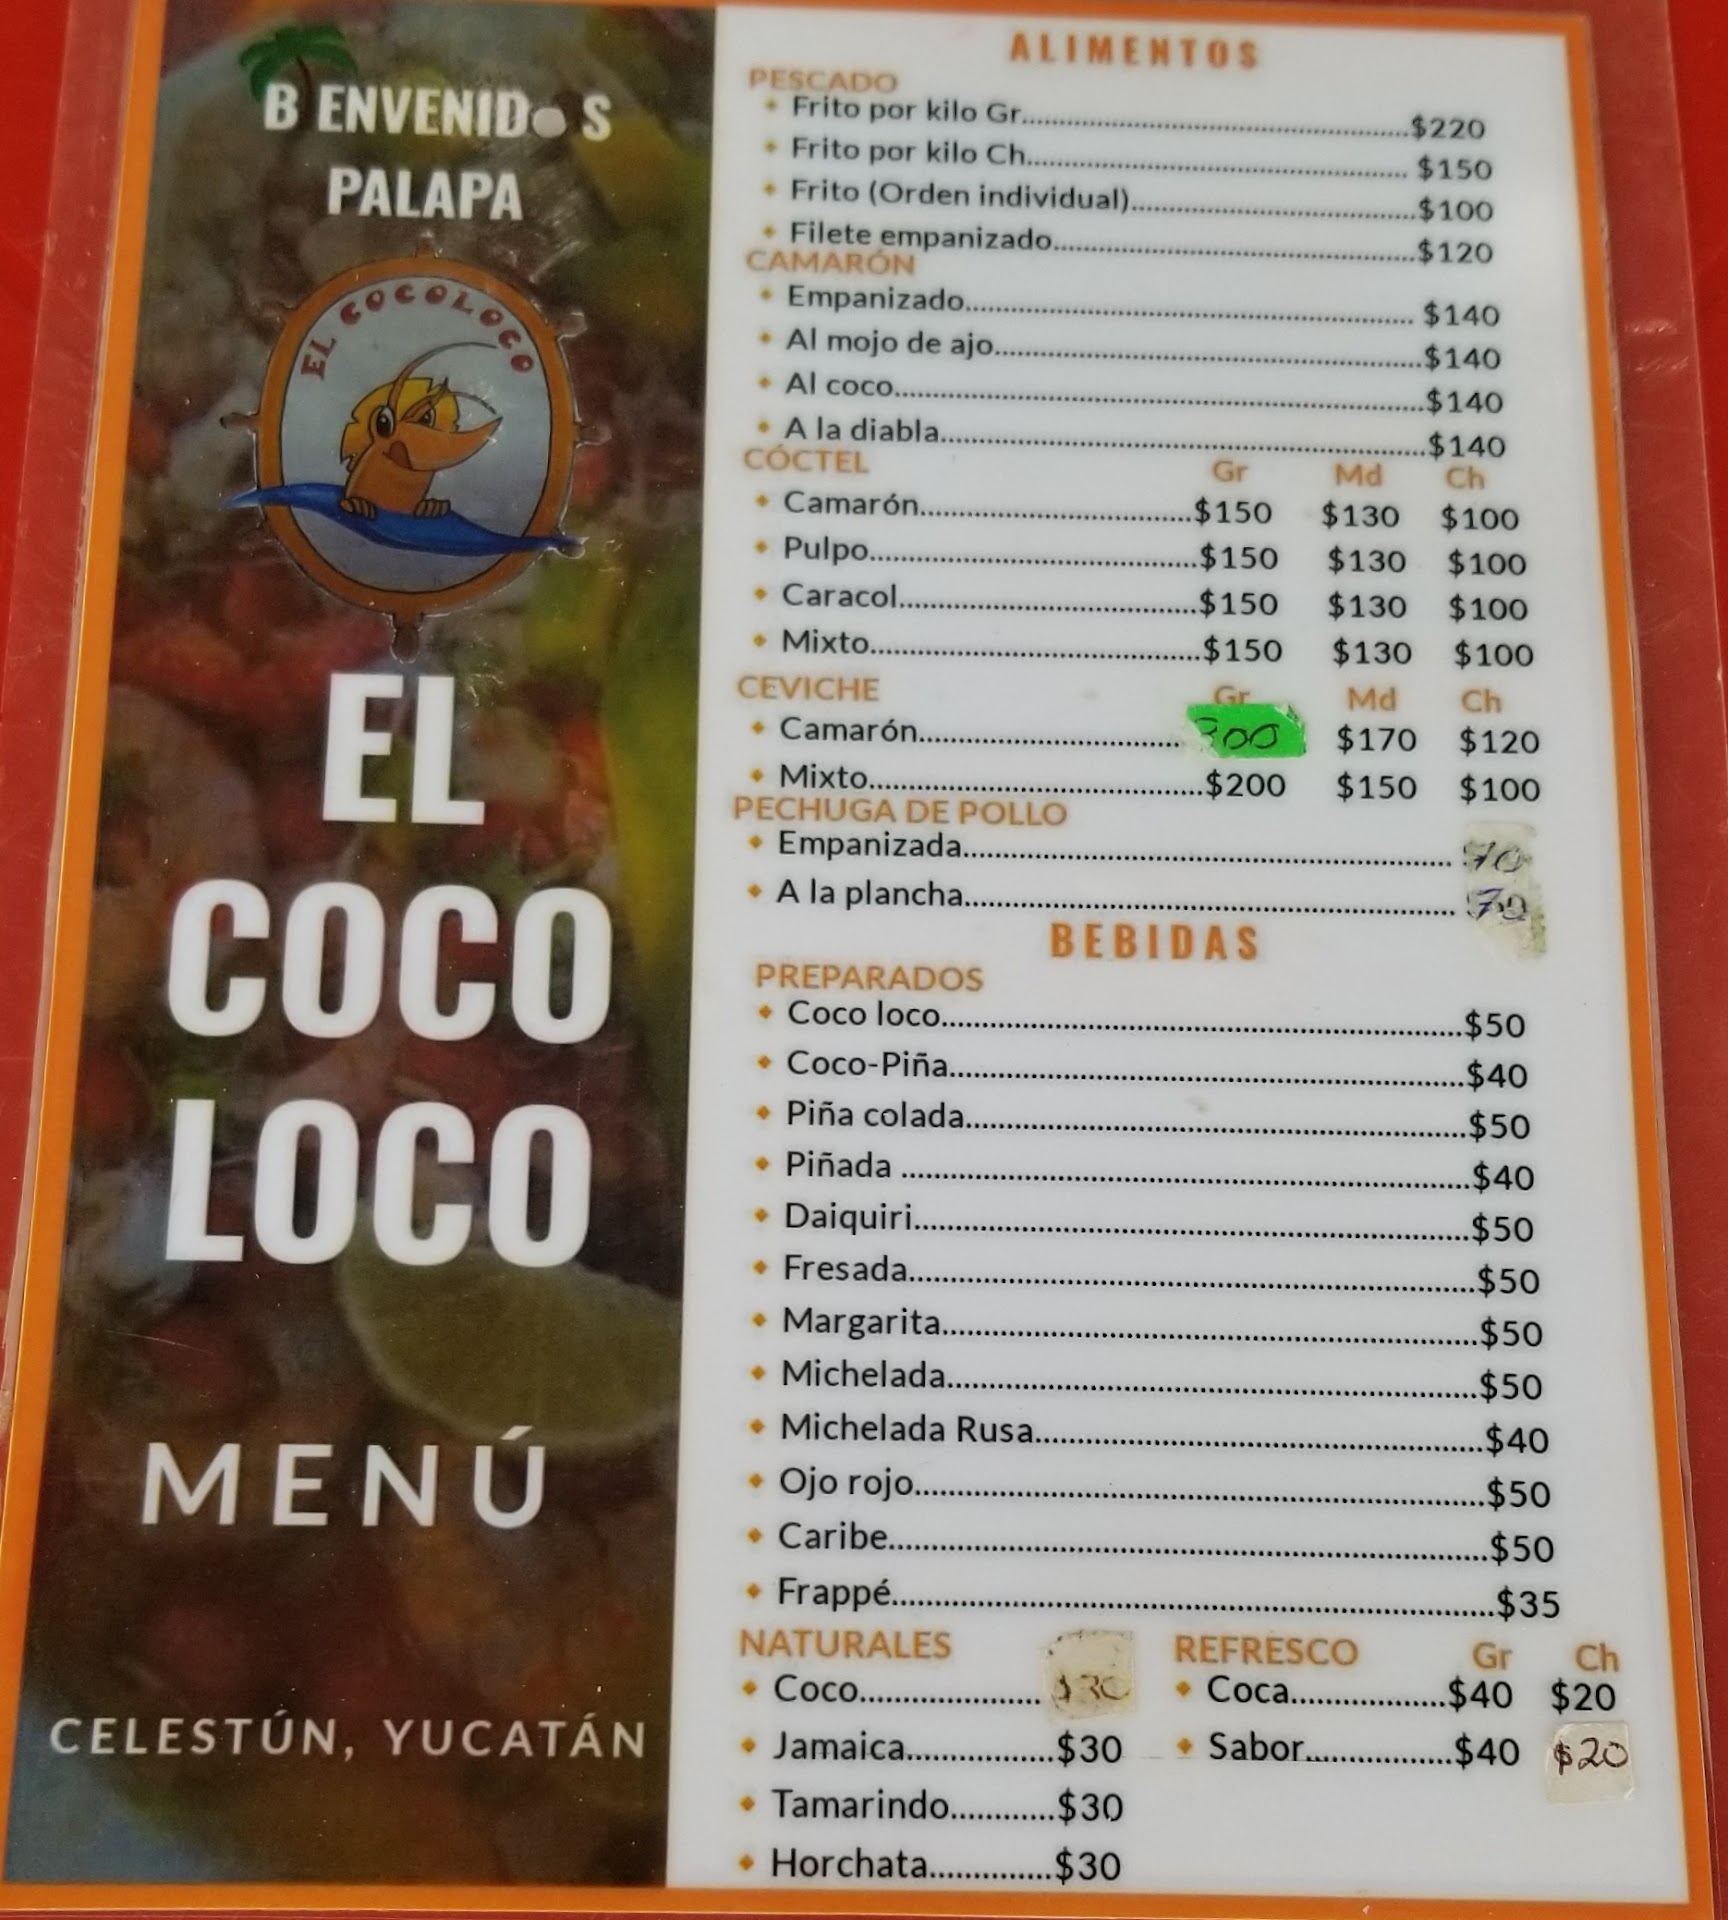 BIENVENIDOS
PALAPA
EL COCOLOCO
EL
COCO
LOCO
MENÚ
CELESTÚN, YUCATÁN
ALIMENTOS
PESCADO
Frito por kilo Gr. $220
Frito por kilo Ch. $150
Frito (Orden individual) $100
Filete empanizado $120
CAMARÓN
Empanizado $140
Al mojo de ajo $140
Al coco $140
A la diabla $140
CÓCTEL Gr Md Ch
Camarón $150 $130 $100
Pulpo $150 $130 $100
Caracol $150 $130 $100
Mixto $150 $130 $100
CEVICHE Gr Md Ch
Camarón $170 $120
Mixto $200 $150 $100
PECHUGA DE POLLO
Empanizada 70
A la plancha 70
BEBIDAS
PREPARADOS
Coco loco $50
Coco-Piña $40
Piña colada $50
Piñada $40
Daiquiri $50
Fresada $50
Margarita $50
Michelada $50
Michelada Rusa $40
Ojo rojo $50
Caribe $50
Frappé $35
NATURALES
Coco $30
Jamaica $30
Tamarindo $30
Horchata $30
REFRESCO Gr Ch
Coca $40 $20
Sabor $40 $20